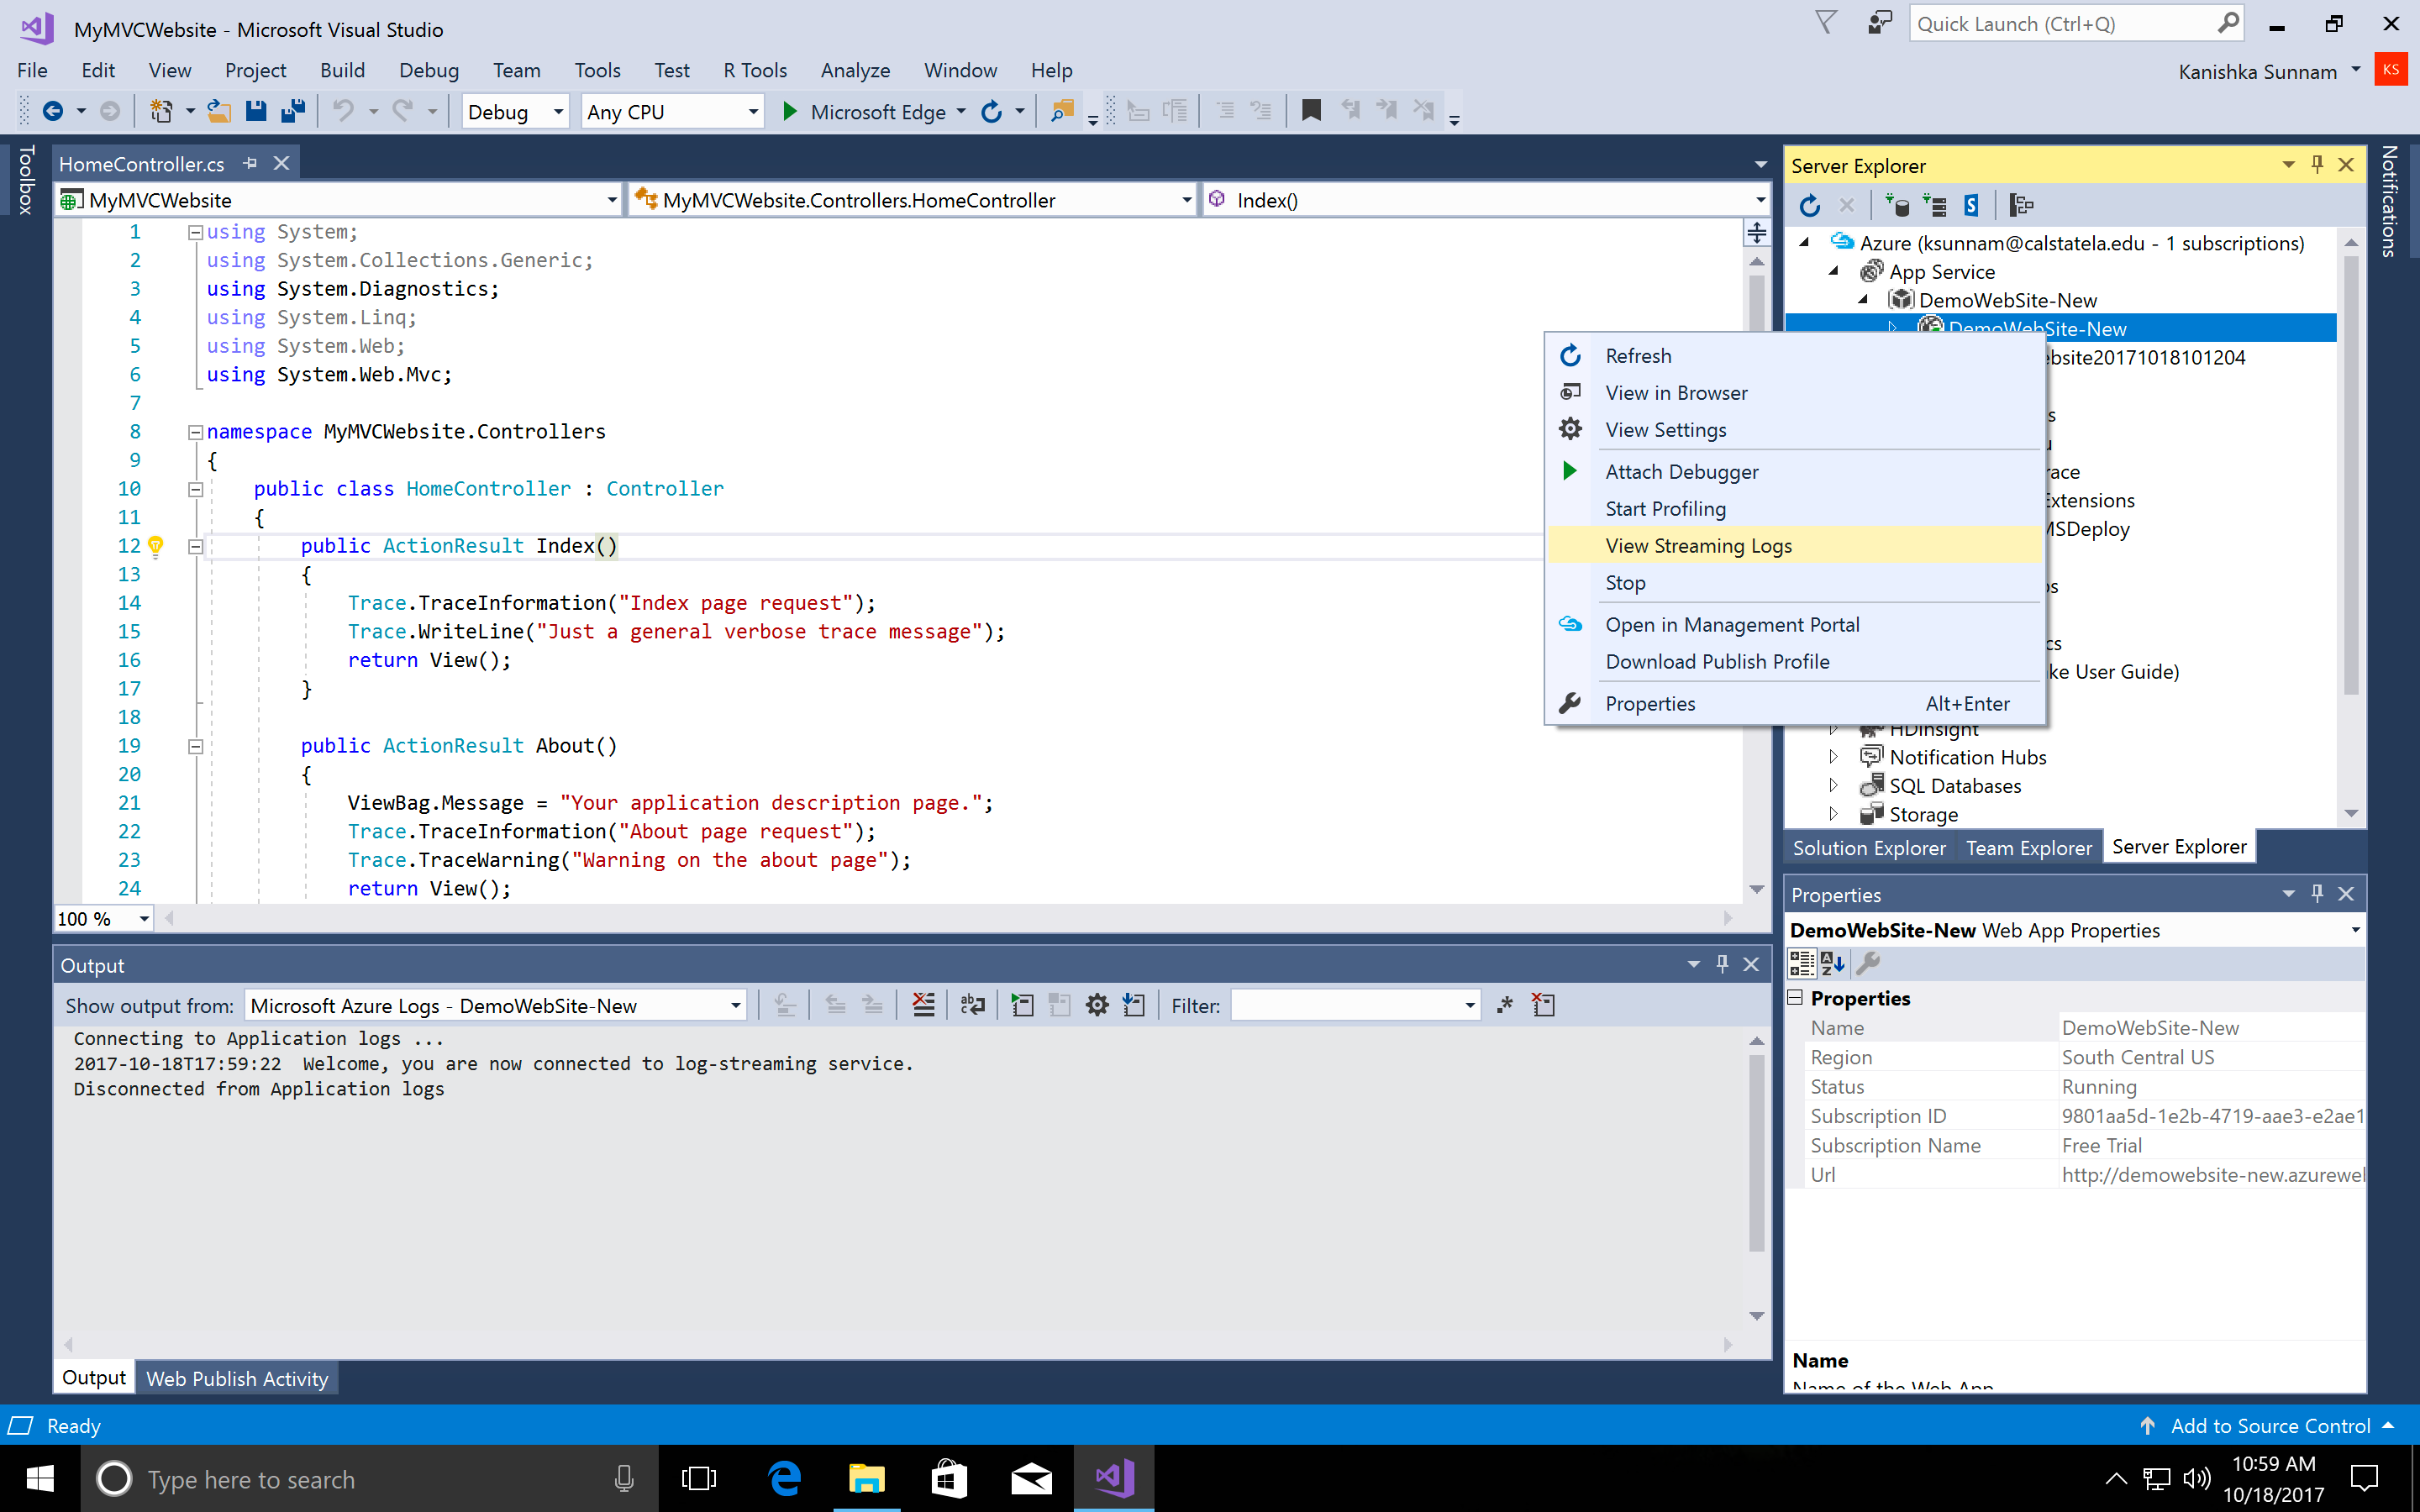 MyMVCWebsite - Microsoft Visual Studio
Quick Launch (Ctrl+Q)
File Edit View Project Build Debug Team Tools Test R Tools Analyze Window Help
Kanishka Sunnam KS
Debug Any CPU Microsoft Edge
Toolbox
HomeController.cs
MyMVCWebsite MyMVCWebsite.Controllers.HomeController Index()
1 using System;
2 using System.Collections.Generic;
3 using System.Diagnostics;
4 using System.Linq;
5 using System.Web;
6 using System.Web.Mvc;
7
8 namespace MyMVCWebsite.Controllers
9 {
10 public class HomeController : Controller
11 {
12 public ActionResult Index()
13 {
14 Trace.TraceInformation("Index page request");
15 Trace.WriteLine("Just a general verbose trace message");
16 return View();
17 }
18
19 public ActionResult About()
20 {
21 ViewBag.Message = "Your application description page.";
22 Trace.TraceInformation("About page request");
23 Trace.TraceWarning("Warning on the about page");
24 return View();
100 %
Server Explorer
Notifications
Azure (ksunnam@calstatela.edu - 1 subscriptions)
App Service
DemoWebSite-New
DemoWebSite-New
ebsite20171018101204
Refresh
View in Browser
View Settings
Attach Debugger
Start Profiling
View Streaming Logs
Stop
Open in Management Portal
Download Publish Profile
Properties Alt+Enter
Extensions
MSDeploy
ke User Guide)
HDInsight
Notification Hubs
SQL Databases
Storage
Solution Explorer Team Explorer Server Explorer
Output
Show output from: Microsoft Azure Logs - DemoWebSite-New Filter:
Connecting to Application logs ...
2017-10-18T17:59:22 Welcome, you are now connected to log-streaming service.
Disconnected from Application logs
Output Web Publish Activity
Properties
DemoWebSite-New Web App Properties
Properties
Name DemoWebSite-New
Region South Central US
Status Running
Subscription ID 9801aa5d-1e2b-4719-aae3-e2ae1
Subscription Name Free Trial
Url http://demowebsite-new.azurewel
Name
Name of the Web App
Ready
Add to Source Control
Type here to search
10:59 AM
10/18/2017